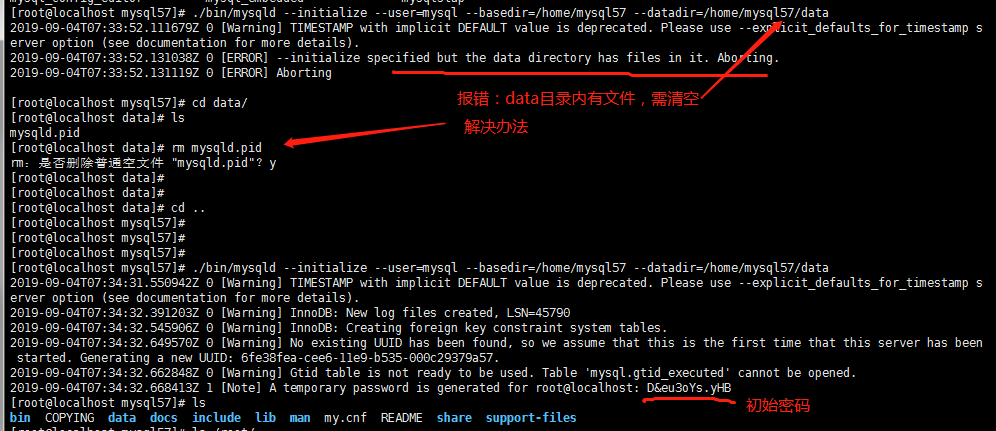 [root@localhost mysql57]# ./bin/mysqld --initialize --user=mysql --basedir=/home/mysql57 --datadir=/home/mysql57/data
2019-09-04T07:33:52.111679Z 0 [Warning] TIMESTAMP with implicit DEFAULT value is deprecated. Please use --explicit_defaults_for_timestamp s
erver option (see documentation for more details).
2019-09-04T07:33:52.131038Z 0 [ERROR] --initialize specified but the data directory has files in it. Aborting.
2019-09-04T07:33:52.131119Z 0 [ERROR] Aborting
报错：data目录内有文件，需清空
[root@localhost mysql57]# cd data/
[root@localhost data]# ls
解决办法
mysqld.pid
[root@localhost data]# rm mysqld.pid
rm：是否删除普通空文件 "mysqld.pid"？y
[root@localhost data]#
[root@localhost data]#
[root@localhost data]# cd ..
[root@localhost mysql57]#
[root@localhost mysql57]#
[root@localhost mysql57]#
[root@localhost mysql57]# ./bin/mysqld --initialize --user=mysql --basedir=/home/mysql57 --datadir=/home/mysql57/data
2019-09-04T07:34:31.550942Z 0 [Warning] TIMESTAMP with implicit DEFAULT value is deprecated. Please use --explicit_defaults_for_timestamp s
erver option (see documentation for more details).
2019-09-04T07:34:32.391203Z 0 [Warning] InnoDB: New log files created, LSN=45790
2019-09-04T07:34:32.545906Z 0 [Warning] InnoDB: Creating foreign key constraint system tables.
2019-09-04T07:34:32.649570Z 0 [Warning] No existing UUID has been found, so we assume that this is the first time that this server has been
started. Generating a new UUID: 6fe38fea-cee6-11e9-b535-000c29379a57.
2019-09-04T07:34:32.662848Z 0 [Warning] Gtid table is not ready to be used. Table 'mysql.gtid_executed' cannot be opened.
2019-09-04T07:34:32.668413Z 1 [Note] A temporary password is generated for root@localhost: D&eu3oYs.yHB
[root@localhost mysql57]# ls
初始密码
bin COPYING data docs include lib man my.cnf README share support-files